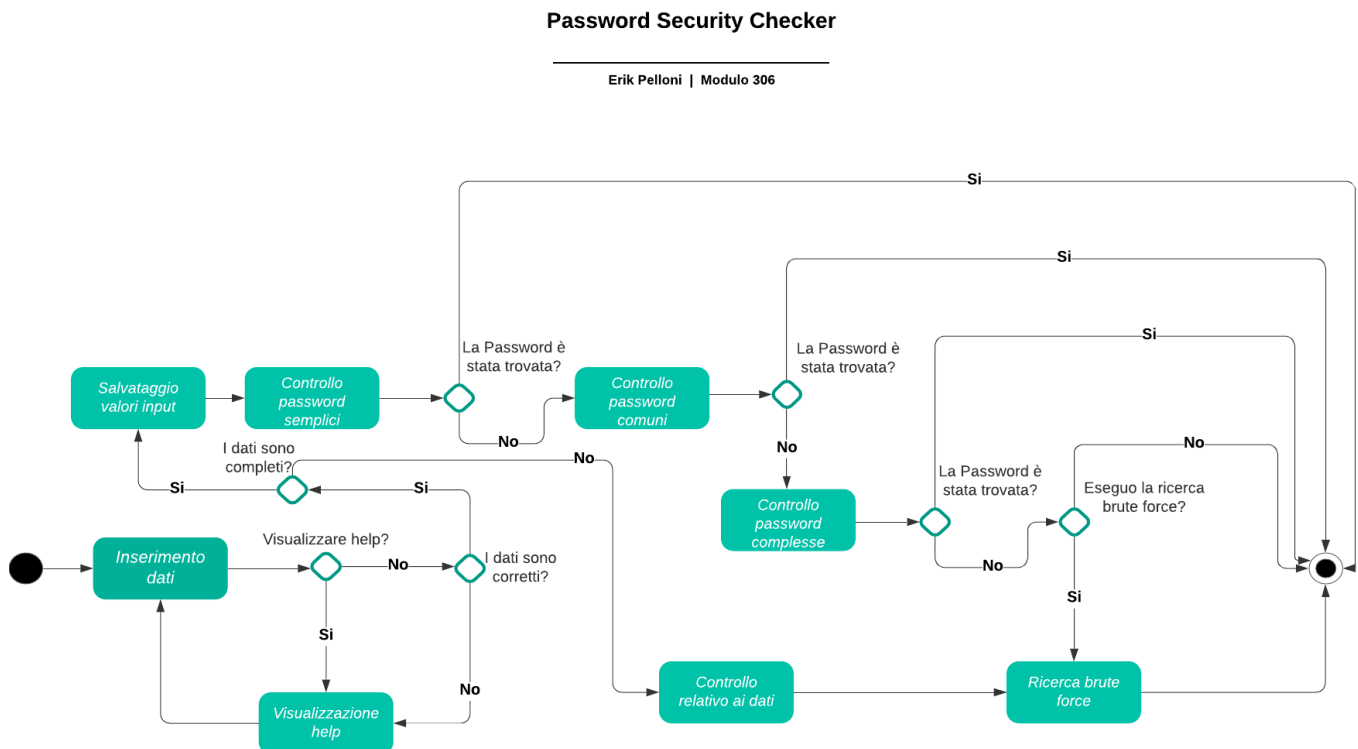 Password Security Checker
Erik Pelloni | Modulo 306
Si
Si
Si
La Password è
stata trovata?
La Password è
stata trovata?
Salvataggio
valori input
Controllo
password
semplici
Controllo
password
comuni
No
No
No
I dati sono
completi?
No
Si
Si
La Password è
stata trovata?
Eseguo la ricerca
brute force?
Controllo
password
complesse
No
Visualizzare help?
Inserimento
dati
No
I dati sono
corretti?
Si
Si
No
Controllo
relativo ai dati
Ricerca brute
force
Visualizzazione
help